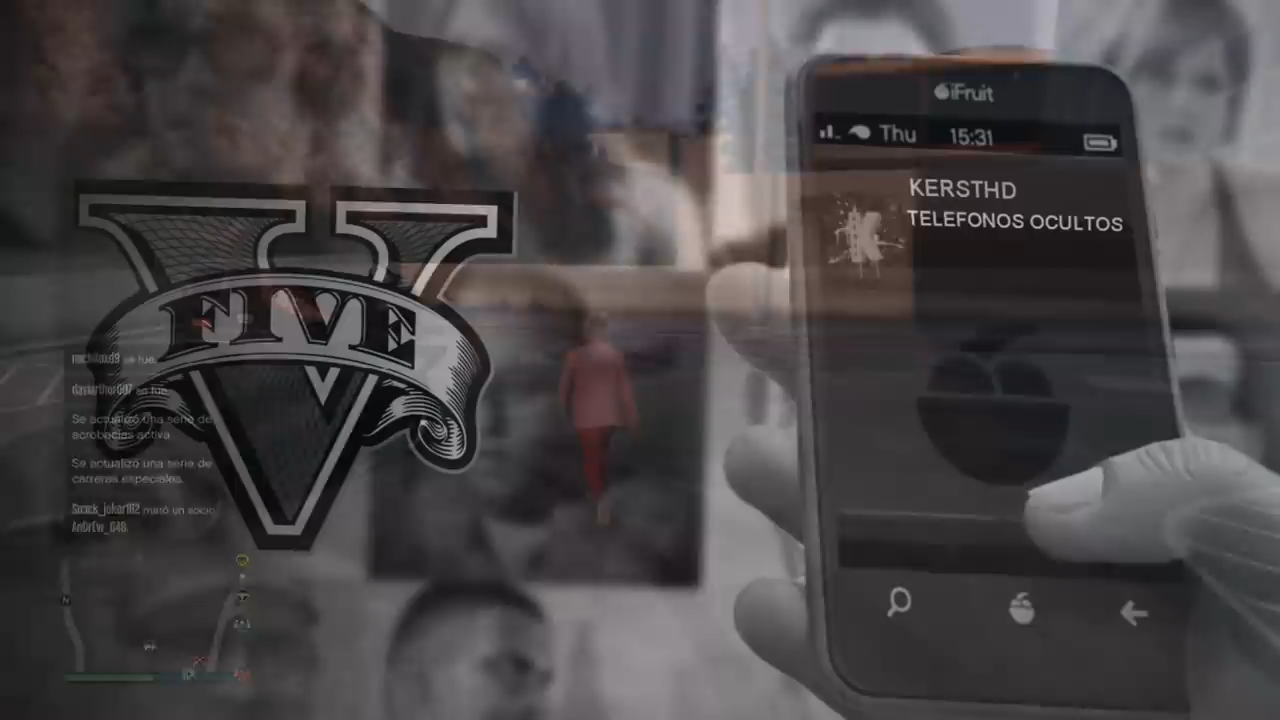 iFruit
Thu 15:31
KERSTHD
TELEFONOS OCULTOS
FIVE
se fue.
se fue.
Se actualizó una serie de
acrobacias activa.
Se actualizó una serie de
carreras especiales.
mató un socio
N